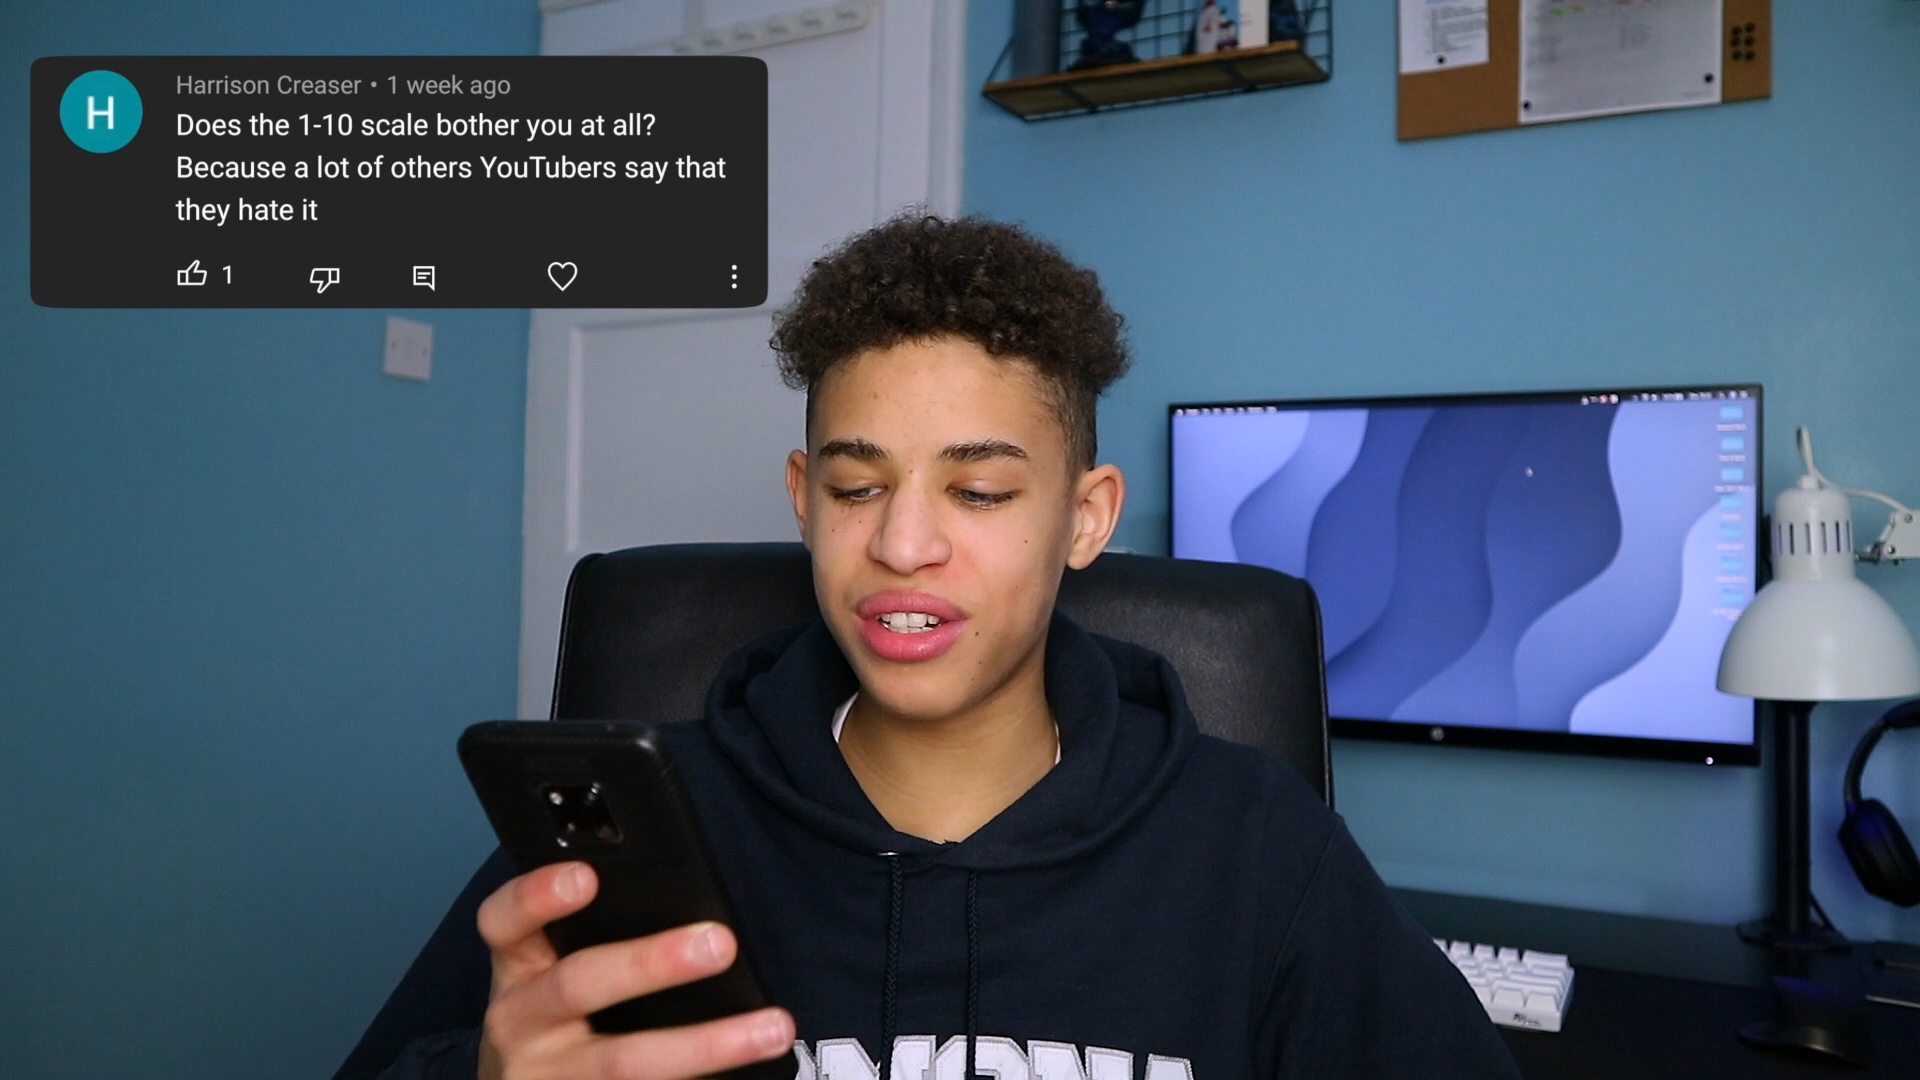 H
Harrison Creaser • 1 week ago
Does the 1-10 scale bother you at all?
Because a lot of others YouTubers say that
they hate it
1